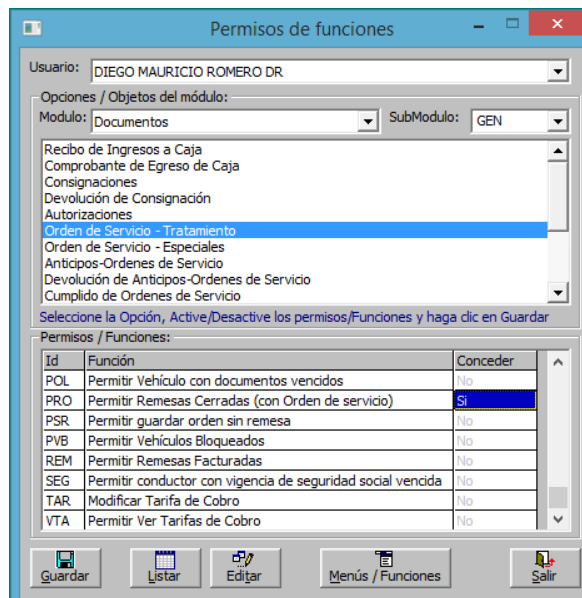 Permisos de funciones
Usuario: DIEGO MAURICIO ROMERO DR
Opciones / Objetos del módulo:
Modulo: Documentos SubModulo: GEN
Recibo de Ingresos a Caja
Comprobante de Egreso de Caja
Consignaciones
Devolución de Consignación
Autorizaciones
Orden de Servicio - Tratamiento
Orden de Servicio - Especiales
Anticipos-Ordenes de Servicio
Devolución de Anticipos-Ordenes de Servicio
Cumplido de Ordenes de Servicio
Seleccione la Opción, Active/Desactive los permisos/Funciones y haga clic en Guardar
Permisos / Funciones:
Id Función Conceder
POL Permitir Vehículo con documentos vencidos No
PRO Permitir Remesas Cerradas (con Orden de servicio) Si
PSR Permitir guardar orden sin remesa No
PVB Permitir Vehículos Bloqueados No
REM Permitir Remesas Facturadas No
SEG Permitir conductor con vigencia de seguridad social vencida No
TAR Modificar Tarifa de Cobro No
VTA Permitir Ver Tarifas de Cobro No
Guardar Listar Editar Menús / Funciones Salir